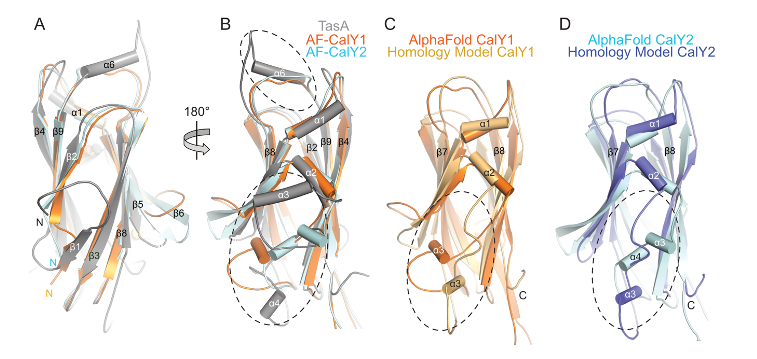 A
α6
α1
β4
β9
β2
β5
β6
N
β1
β8
β3
N
N
180°
B
TasA
AF-CalY1
AF-CalY2
α6
α1
β8
β2
β9
β4
α2
α3
α4
C
AlphaFold CalY1
Homology Model CalY1
α1
β7
β8
α2
α3
α3
C
D
AlphaFold CalY2
Homology Model CalY2
α1
β7
β8
α2
α3
α4
α3
C